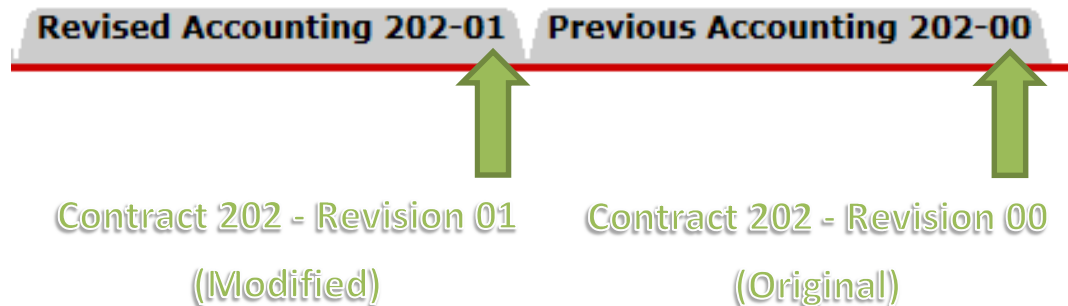 Revised Accounting 202-01
Previous Accounting 202-00
Contract 202 - Revision 01
(Modified)
Contract 202 - Revision 00
(Original)